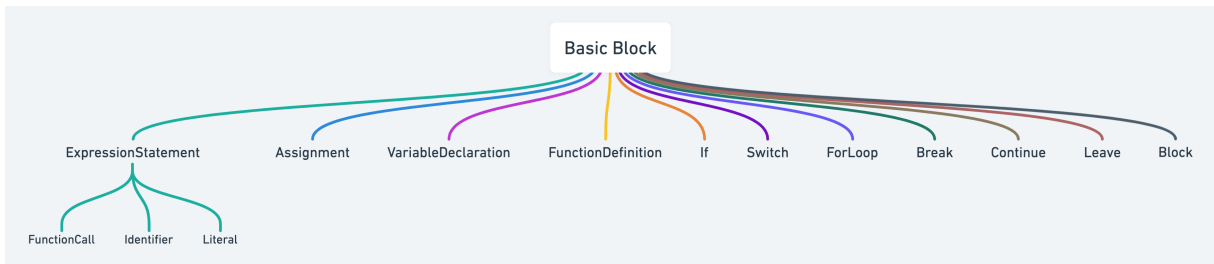 Basic Block
ExpressionStatement Assignment VariableDeclaration FunctionDefinition If Switch ForLoop Break Continue Leave Block
FunctionCall Identifier Literal